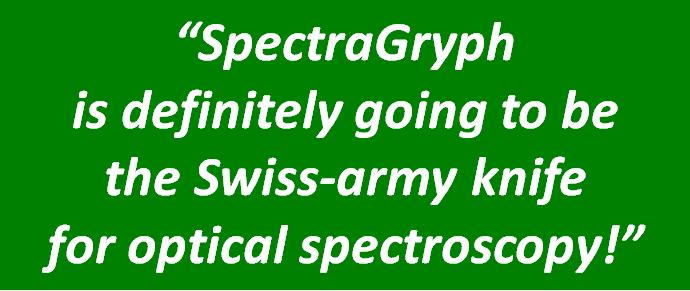 “SpectraGryph
is definitely going to be
the Swiss-army knife
for optical spectroscopy!”